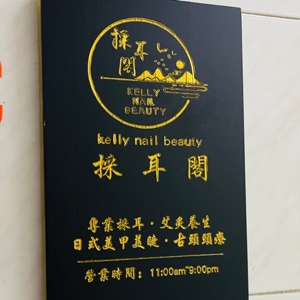 採耳閣
KELLY
NAIL
BEAUTY
kelly nail beauty
採耳閣
專業採耳・艾灸養生
日式美甲美睫・古頭頭療
營業時間：11:00am~9:00pm